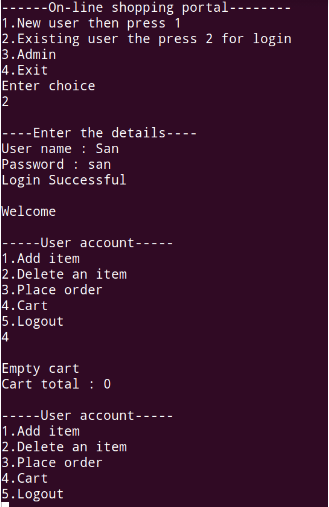 ------On-line shopping portal--------
1.New user then press 1
2.Existing user the press 2 for login
3.Admin
4.Exit
Enter choice
2
----Enter the details----
User name : San
Password : san
Login Successful
Welcome
-----User account-----
1.Add item
2.Delete an item
3.Place order
4.Cart
5.Logout
4
Empty cart
Cart total : 0
-----User account-----
1.Add item
2.Delete an item
3.Place order
4.Cart
5.Logout